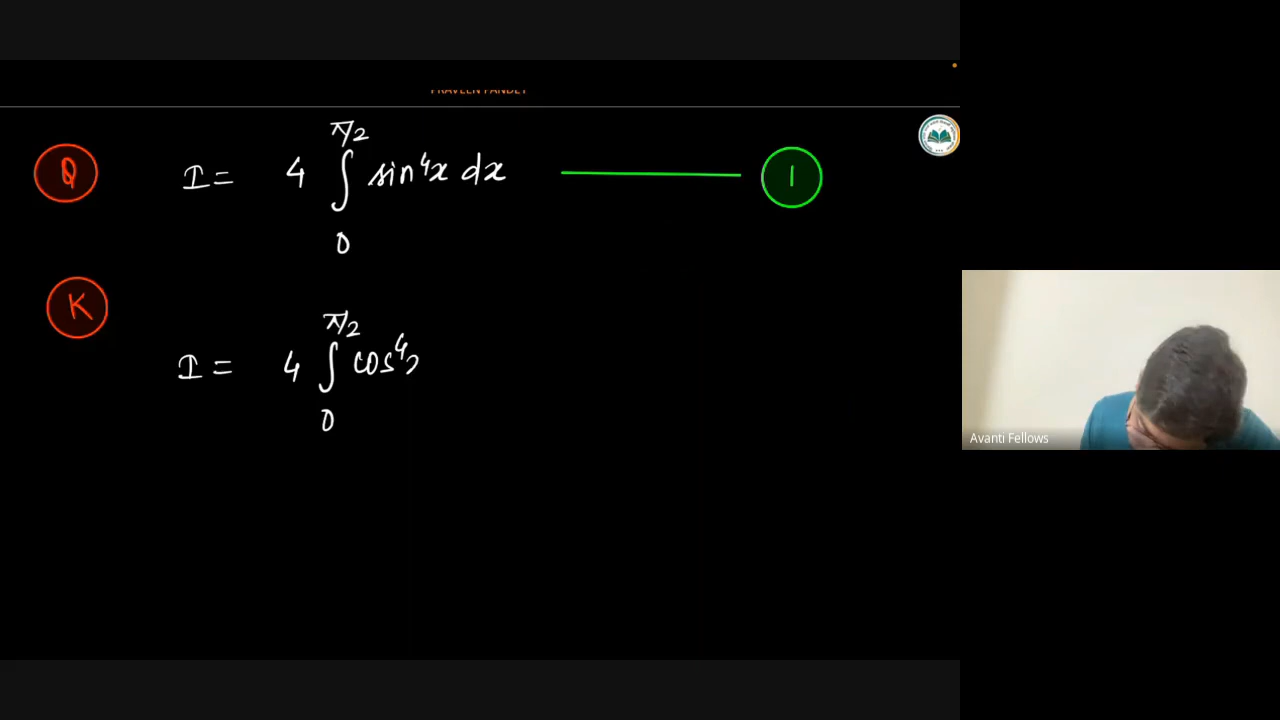 Q I = 4 ∫₀^π/2 sin⁴x dx ——— 1
K
I = 4 ∫₀^π/2 cos⁴
Avanti Fellows